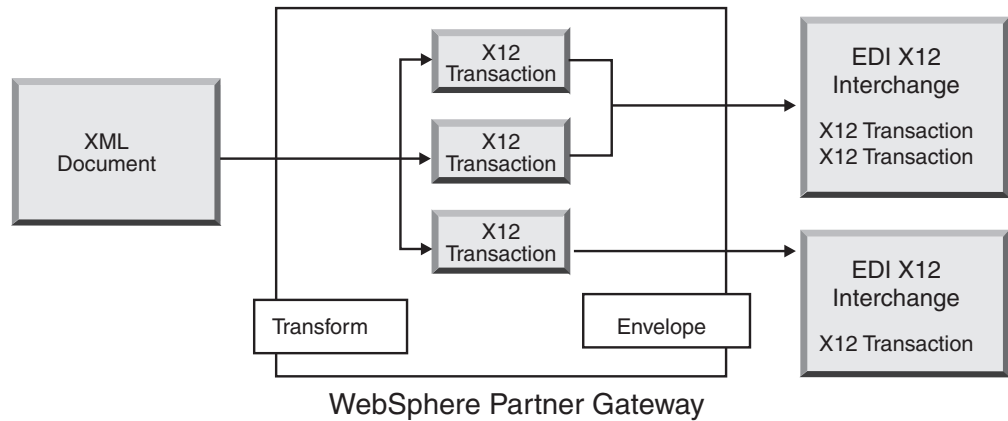 XML
Document
X12
Transaction
X12
Transaction
X12
Transaction
Transform
Envelope
EDI X12
Interchange
X12 Transaction
X12 Transaction
EDI X12
Interchange
X12 Transaction
WebSphere Partner Gateway